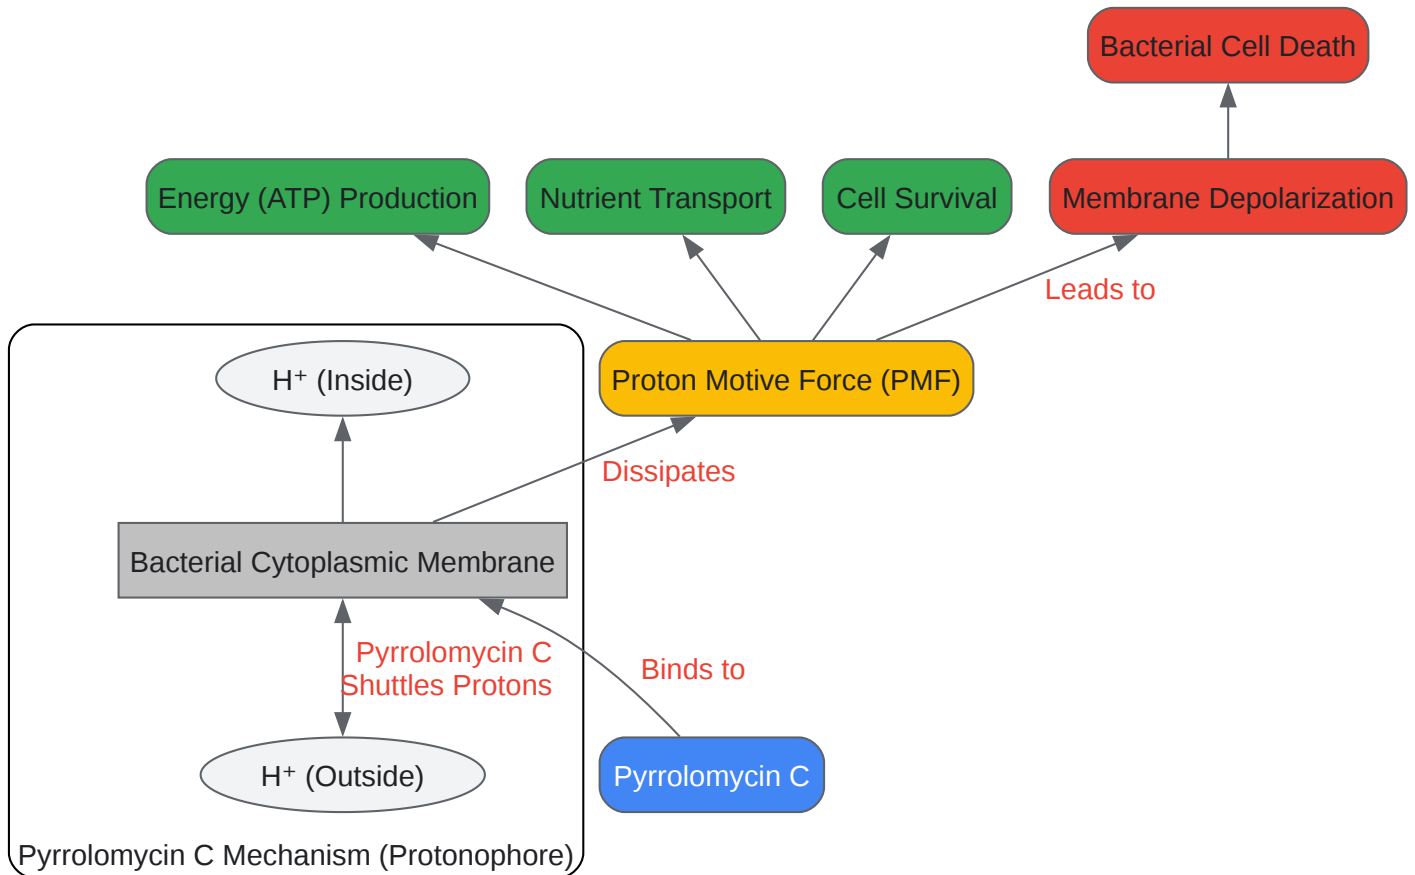 Bacterial Cell Death
Energy (ATP) Production
Nutrient Transport
Cell Survival
Membrane Depolarization
Leads to
H⁺ (Inside)
Proton Motive Force (PMF)
Dissipates
Bacterial Cytoplasmic Membrane
Pyrrolomycin C
Shuttles Protons
Binds to
H⁺ (Outside)
Pyrrolomycin C
Pyrrolomycin C Mechanism (Protonophore)